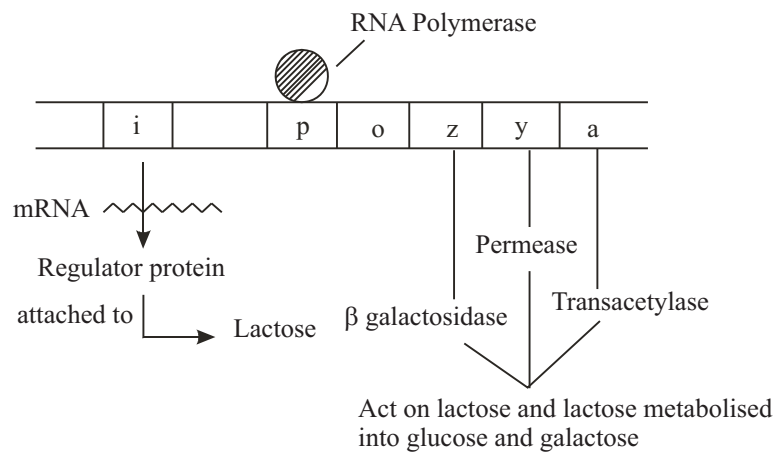 RNA Polymerase
i p o z y a
mRNA
Regulator protein
attached to
Lactose
Permease
β galactosidase
Transacetylase
Act on lactose and lactose metabolised
into glucose and galactose